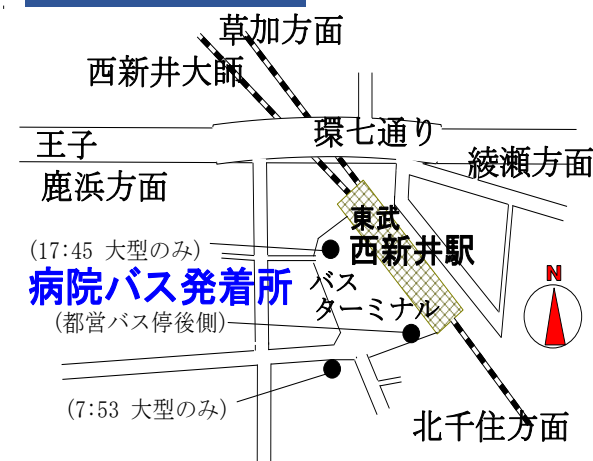 草加方面
西新井大師
環七通り
王子
綾瀬方面
鹿浜方面
東武
西新井駅
(17:45 大型のみ)
病院バス発着所
バス
ターミナル
(都営バス停後側)
N
(7:53 大型のみ)
北千住方面